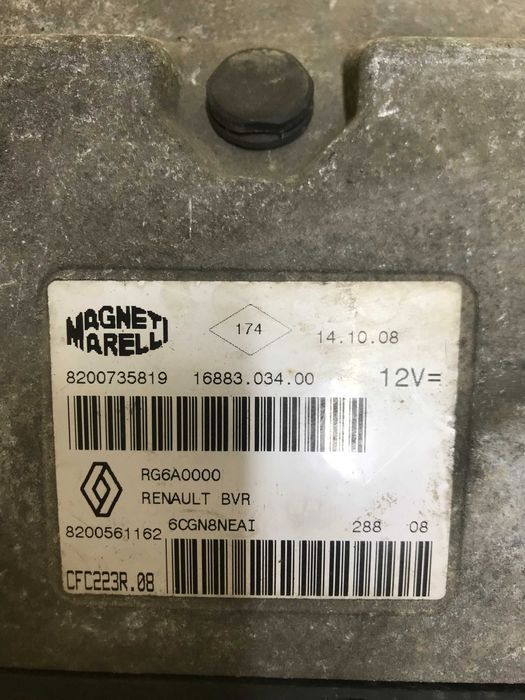 MAGNETI MARELLI
174
14.10.08
8200735819 16883.034.00 12V=
RG6A0000
RENAULT BVR
8200561162 6CGN8NEAI 288 08
CFC223R.08